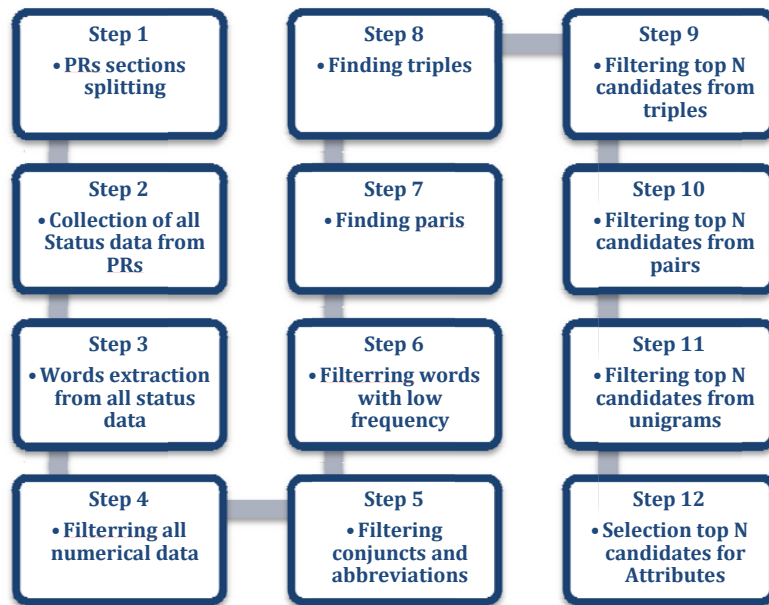 Step 1
• PRs sections
splitting
Step 2
• Collection of all
Status data from
PRs
Step 3
• Words extraction
from all status
data
Step 4
• Filterring all
numerical data
Step 5
• Filtering
conjuncts and
abbreviations
Step 6
• Filterring words
with low
frequency
Step 7
• Finding paris
Step 8
• Finding triples
Step 9
• Filtering top N
candidates from
triples
Step 10
• Filtering top N
candidates from
pairs
Step 11
• Filtering top N
candidates from
unigrams
Step 12
• Selection top N
candidates for
Attributes